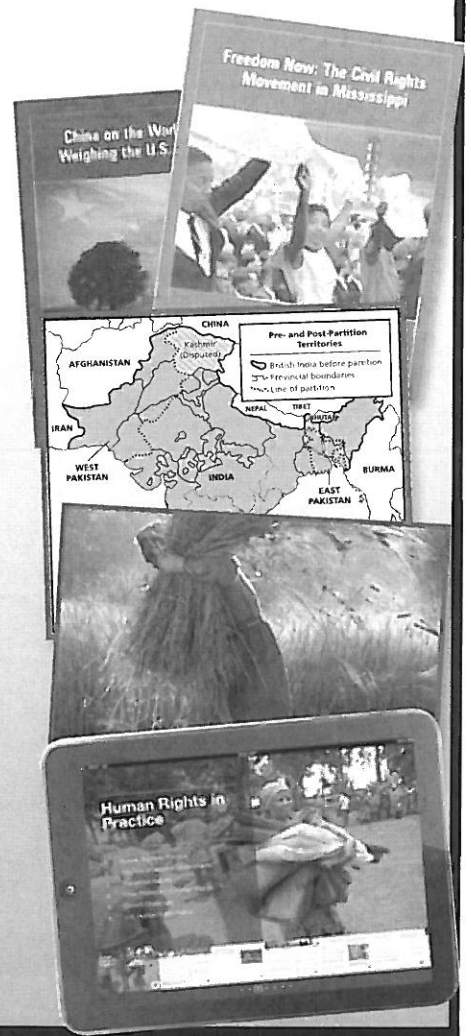 Freedom Now: The Civil Rights
Movement in Mississippi
China on the
Weighing the U.S.
CHINA
Kashmir
(Disputed)
AFGHANISTAN
Pre- and Post-Partition
Territories
British India before partition
Provincial boundaries
Line of partition
IRAN
NEPAL
TIBET
WEST
PAKISTAN
INDIA
EAST
PAKISTAN
BURMA
Human Rights in
Practice